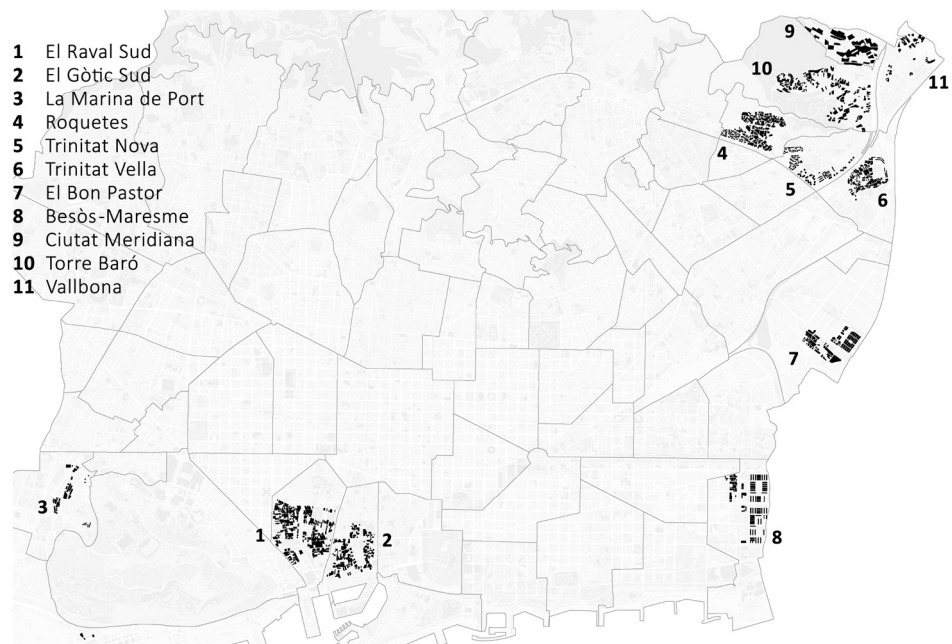 1 El Raval Sud
2 El Gòtic Sud
3 La Marina de Port
4 Roquetes
5 Trinitat Nova
6 Trinitat Vella
7 El Bon Pastor
8 Besòs-Maresme
9 Ciutat Meridiana
10 Torre Baró
11 Vallbona
9
10
11
4
5
6
7
3
1
2
8